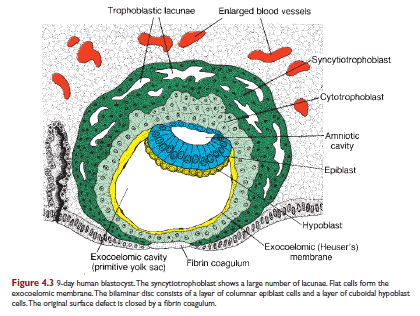 Trophoblastic lacunae
Enlarged blood vessels
Syncytiotrophoblast
Cytotrophoblast
Amniotic
cavity
Epiblast
Hypoblast
Exocoelomic (Heuser's)
membrane
Fibrin coagulum
Exocoelomic cavity
(primitive yolk sac)
Figure 4.3 9-day human blastocyst. The syncytiotrophoblast shows a large number of lacunae. Flat cells form the
exocoelomic membrane. The bilaminar disc consists of a layer of columnar epiblast cells and a layer of cuboidal hypoblast
cells. The original surface defect is closed by a fibrin coagulum.